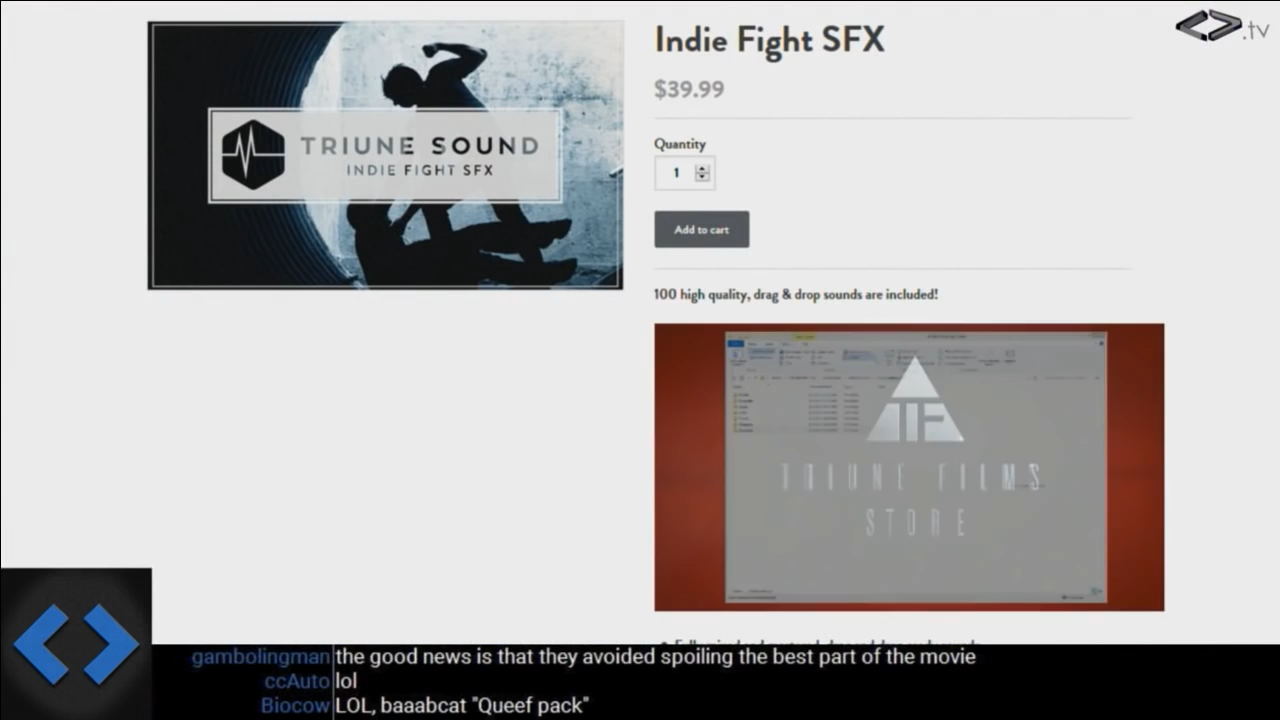 Indie Fight SFX
.tv
$39.99
TRIUNE SOUND
INDIE FIGHT SFX
Quantity
1
Add to cart
100 high quality, drag & drop sounds are included!
TF
TRIUNE FILMS
STORE
gambolingman the good news is that they avoided spoiling the best part of the movie
ccAuto lol
Biocow LOL, baaabcat "Queef pack"